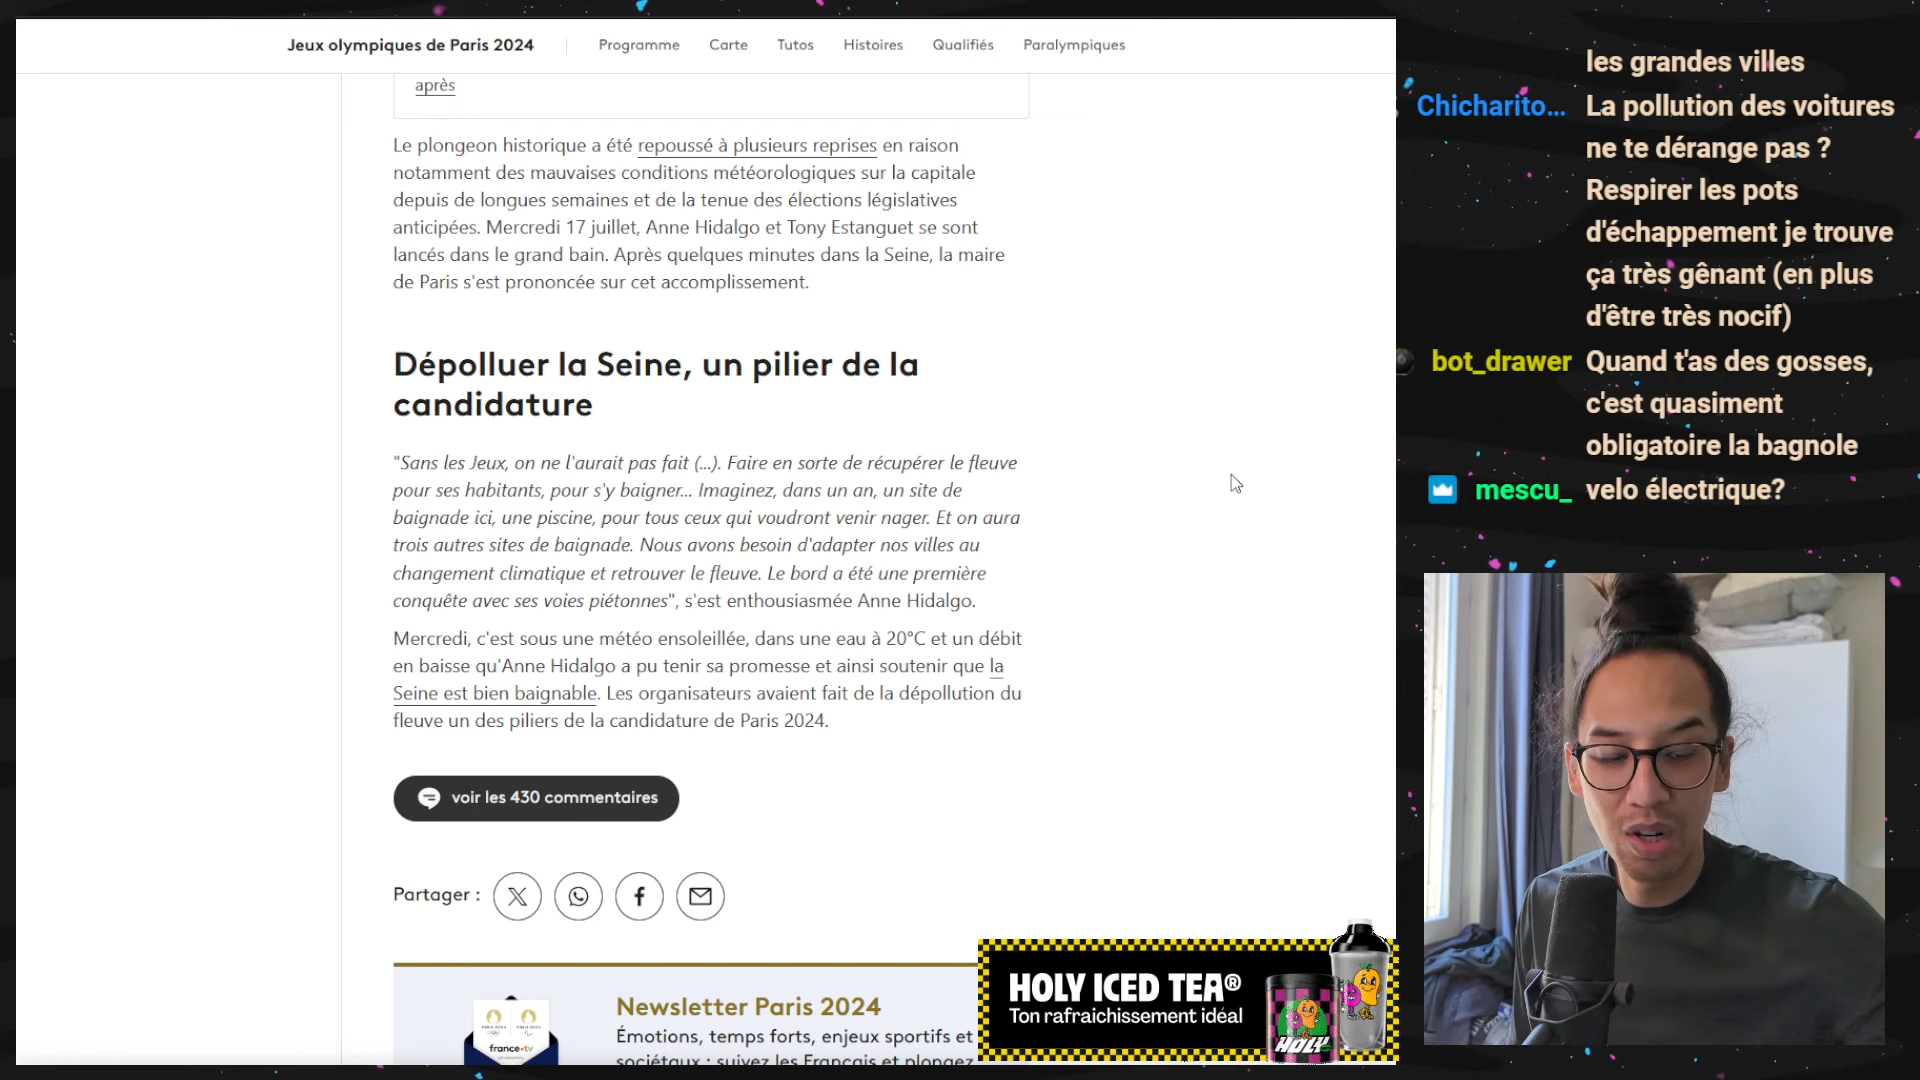 Jeux olympiques de Paris 2024
Programme
Carte
Tutos
Histoires
Qualifiés
Paralympiques
après
Le plongeon historique a été repoussé à plusieurs reprises en raison
notamment des mauvaises conditions météorologiques sur la capitale
depuis de longues semaines et de la tenue des élections législatives
anticipées. Mercredi 17 juillet, Anne Hidalgo et Tony Estanguet se sont
lancés dans le grand bain. Après quelques minutes dans la Seine, la maire
de Paris s'est prononcée sur cet accomplissement.
Dépolluer la Seine, un pilier de la
candidature
"Sans les Jeux, on ne l'aurait pas fait (...). Faire en sorte de récupérer le fleuve
pour ses habitants, pour s'y baigner... Imaginez, dans un an, un site de
baignade ici, une piscine, pour tous ceux qui voudront venir nager. Et on aura
trois autres sites de baignade. Nous avons besoin d'adapter nos villes au
changement climatique et retrouver le fleuve. Le bord a été une première
conquête avec ses voies piétonnes", s'est enthousiasmée Anne Hidalgo.
Mercredi, c'est sous une météo ensoleillée, dans une eau à 20°C et un débit
en baisse qu'Anne Hidalgo a pu tenir sa promesse et ainsi soutenir que la
Seine est bien baignable. Les organisateurs avaient fait de la dépollution du
fleuve un des piliers de la candidature de Paris 2024.
voir les 430 commentaires
Partager :
Newsletter Paris 2024
Émotions, temps forts, enjeux sportifs et
sociétaux : suivez les Français et plongez
france•tv
HOLY ICED TEA®
Ton rafraichissement idéal
HOLY
les grandes villes
Chicharito... La pollution des voitures
ne te dérange pas ?
Respirer les pots
d'échappement je trouve
ça très gênant (en plus
d'être très nocif)
bot_drawer Quand t'as des gosses,
c'est quasiment
obligatoire la bagnole
mescu_ velo électrique?